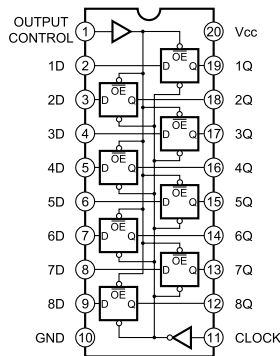 OUTPUT
CONTROL 1 20 Vcc
OE
1D 2 D Q 19 1Q
OE
2D 3 D Q 18 2Q
OE
3D 4 D Q 17 3Q
OE
4D 5 D Q 16 4Q
OE
5D 6 D Q 15 5Q
OE
6D 7 D Q 14 6Q
OE
7D 8 D Q 13 7Q
OE
8D 9 D Q 12 8Q
GND 10 11 CLOCK